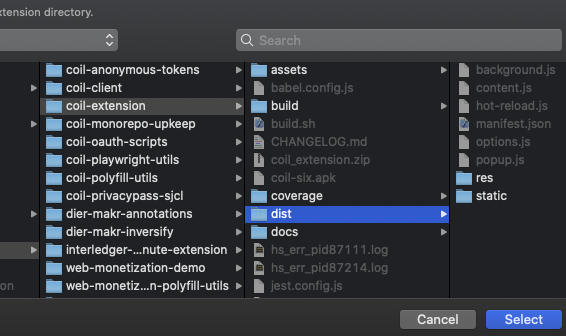 xtension directory.
Search
coil-anonymous-tokens
coil-client
coil-extension
coil-monorepo-upkeep
coil-oauth-scripts
coil-playwright-utils
coil-polyfill-utils
coil-privacypass-sjcl
dier-makr-annotations
dier-makr-inversify
interledger-...nute-extension
web-monetization-demo
web-monetiz...n-polyfill-utils
assets
babel.config.js
build
build.sh
CHANGELOG.md
coil_extension.zip
coil-six.apk
coverage
dist
docs
hs_err_pid87111.log
hs_err_pid87214.log
jest.config.js
background.js
content.js
hot-reload.js
manifest.json
options.js
popup.js
res
static
on
Cancel
Select